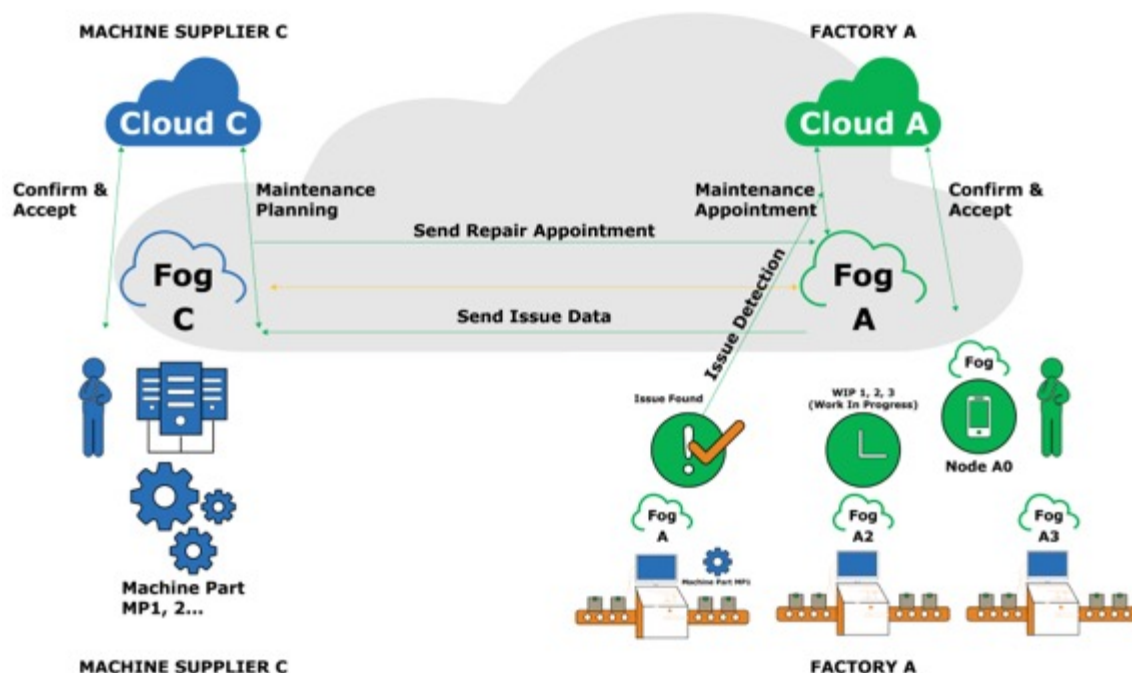 MACHINE SUPPLIER C
FACTORY A
Cloud C
Cloud A
Confirm &
Accept
Maintenance
Planning
Maintenance
Appointment
Confirm &
Accept
Send Repair Appointment
Fog
C
Fog
A
Issue Detection
Send Issue Data
Issue Found
WIP 1, 2, 3
(Work In Progress)
Fog
Node A0
Fog
A
Fog
A2
Fog
A3
Machine Part MP1
Machine Part
MP1, 2...
MACHINE SUPPLIER C
FACTORY A